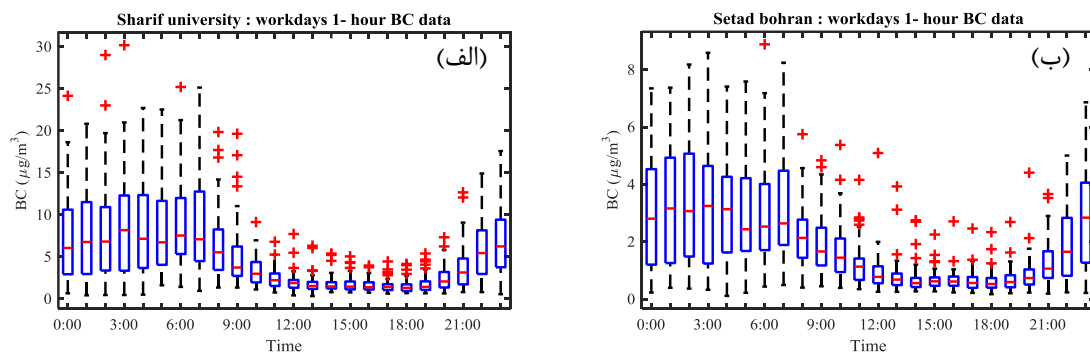 Sharif university : workdays 1- hour BC data
(الف)
BC (μg/m³)
30
25
20
15
10
5
0
0:00 3:00 6:00 9:00 12:00 15:00 18:00 21:00
Time
Setad bohran : workdays 1- hour BC data
(ب)
BC (μg/m³)
8
6
4
2
0
0:00 3:00 6:00 9:00 12:00 15:00 18:00 21:00
Time